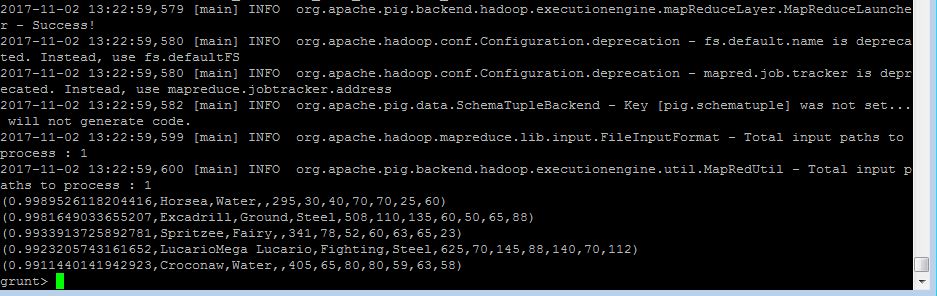 2017-11-02 13:22:59,579 [main] INFO  org.apache.pig.backend.hadoop.executionengine.mapReduceLayer.MapReduceLaunche
r - Success!
2017-11-02 13:22:59,580 [main] INFO  org.apache.hadoop.conf.Configuration.deprecation - fs.default.name is depreca
ted. Instead, use fs.defaultFS
2017-11-02 13:22:59,580 [main] INFO  org.apache.hadoop.conf.Configuration.deprecation - mapred.job.tracker is depr
ecated. Instead, use mapreduce.jobtracker.address
2017-11-02 13:22:59,582 [main] INFO  org.apache.pig.data.SchemaTupleBackend - Key [pig.schematuple] was not set...
 will not generate code.
2017-11-02 13:22:59,599 [main] INFO  org.apache.hadoop.mapreduce.lib.input.FileInputFormat - Total input paths to
process : 1
2017-11-02 13:22:59,600 [main] INFO  org.apache.pig.backend.hadoop.executionengine.util.MapRedUtil - Total input p
aths to process : 1
(0.9989526118204416,Horsea,Water,,295,30,40,70,70,25,60)
(0.9981649033655207,Excadrill,Ground,Steel,508,110,135,60,50,65,88)
(0.9933913725892781,Spritzee,Fairy,,341,78,52,60,63,65,23)
(0.9923205743161652,LucarioMega Lucario,Fighting,Steel,625,70,145,88,140,70,112)
(0.9911440141942923,Croconaw,Water,,405,65,80,80,59,63,58)
grunt>